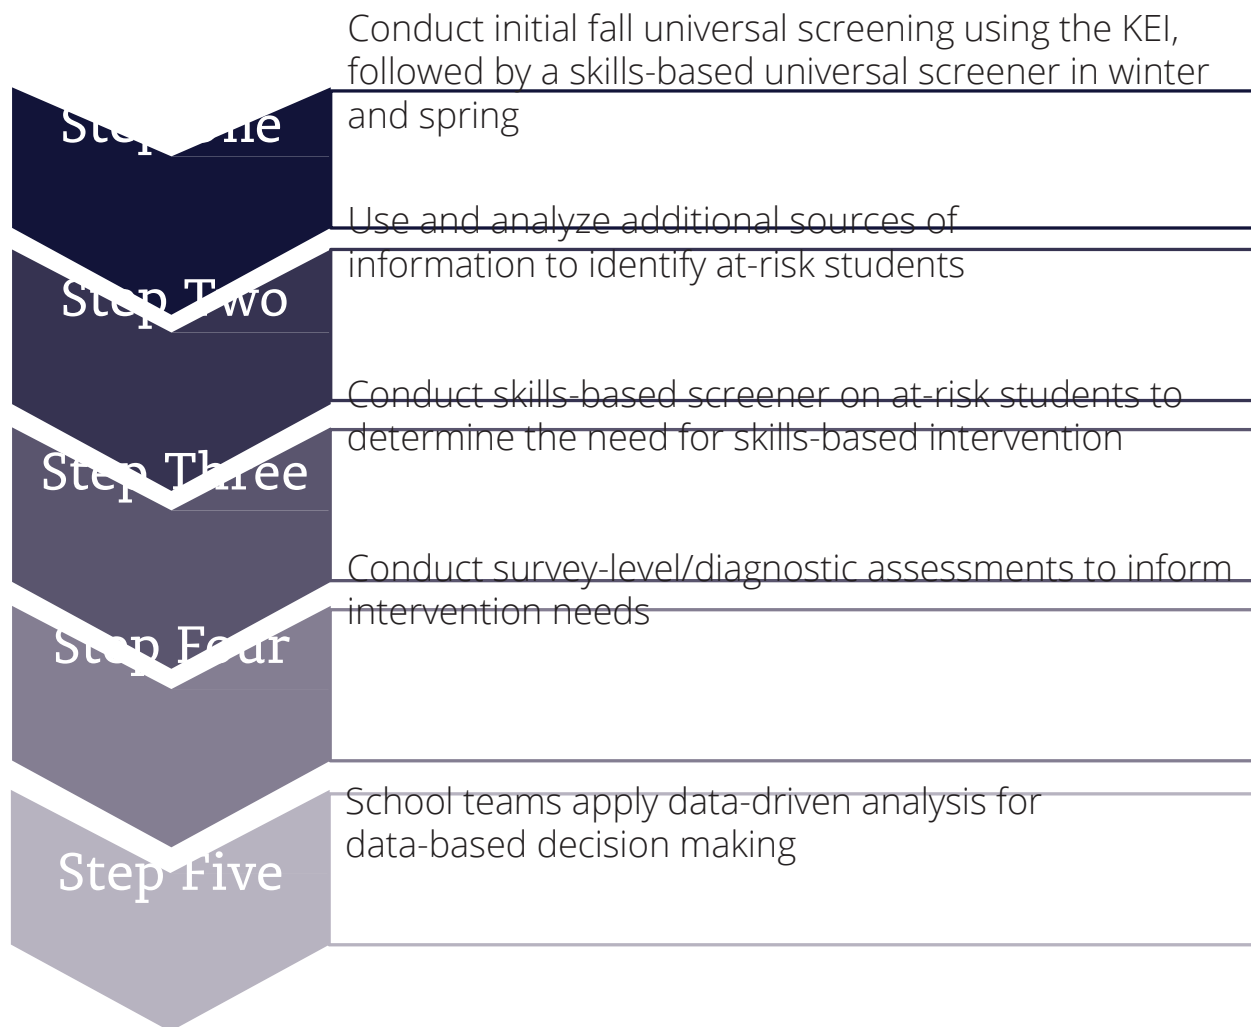 Step One
Conduct initial fall universal screening using the KEI,
followed by a skills-based universal screener in winter
and spring
Step Two
Use and analyze additional sources of
information to identify at-risk students
Step Three
Conduct skills-based screener on at-risk students to
determine the need for skills-based intervention
Step Four
Conduct survey-level/diagnostic assessments to inform
intervention needs
Step Five
School teams apply data-driven analysis for
data-based decision making